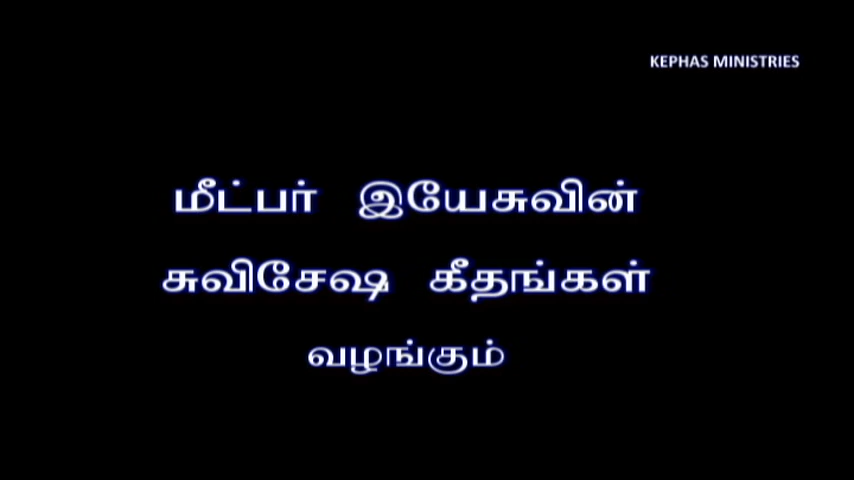 KEPHAS MINISTRIES
மீட்பர் இயேசுவின்
சுவிசேஷ கீதங்கள்
வழங்கும்